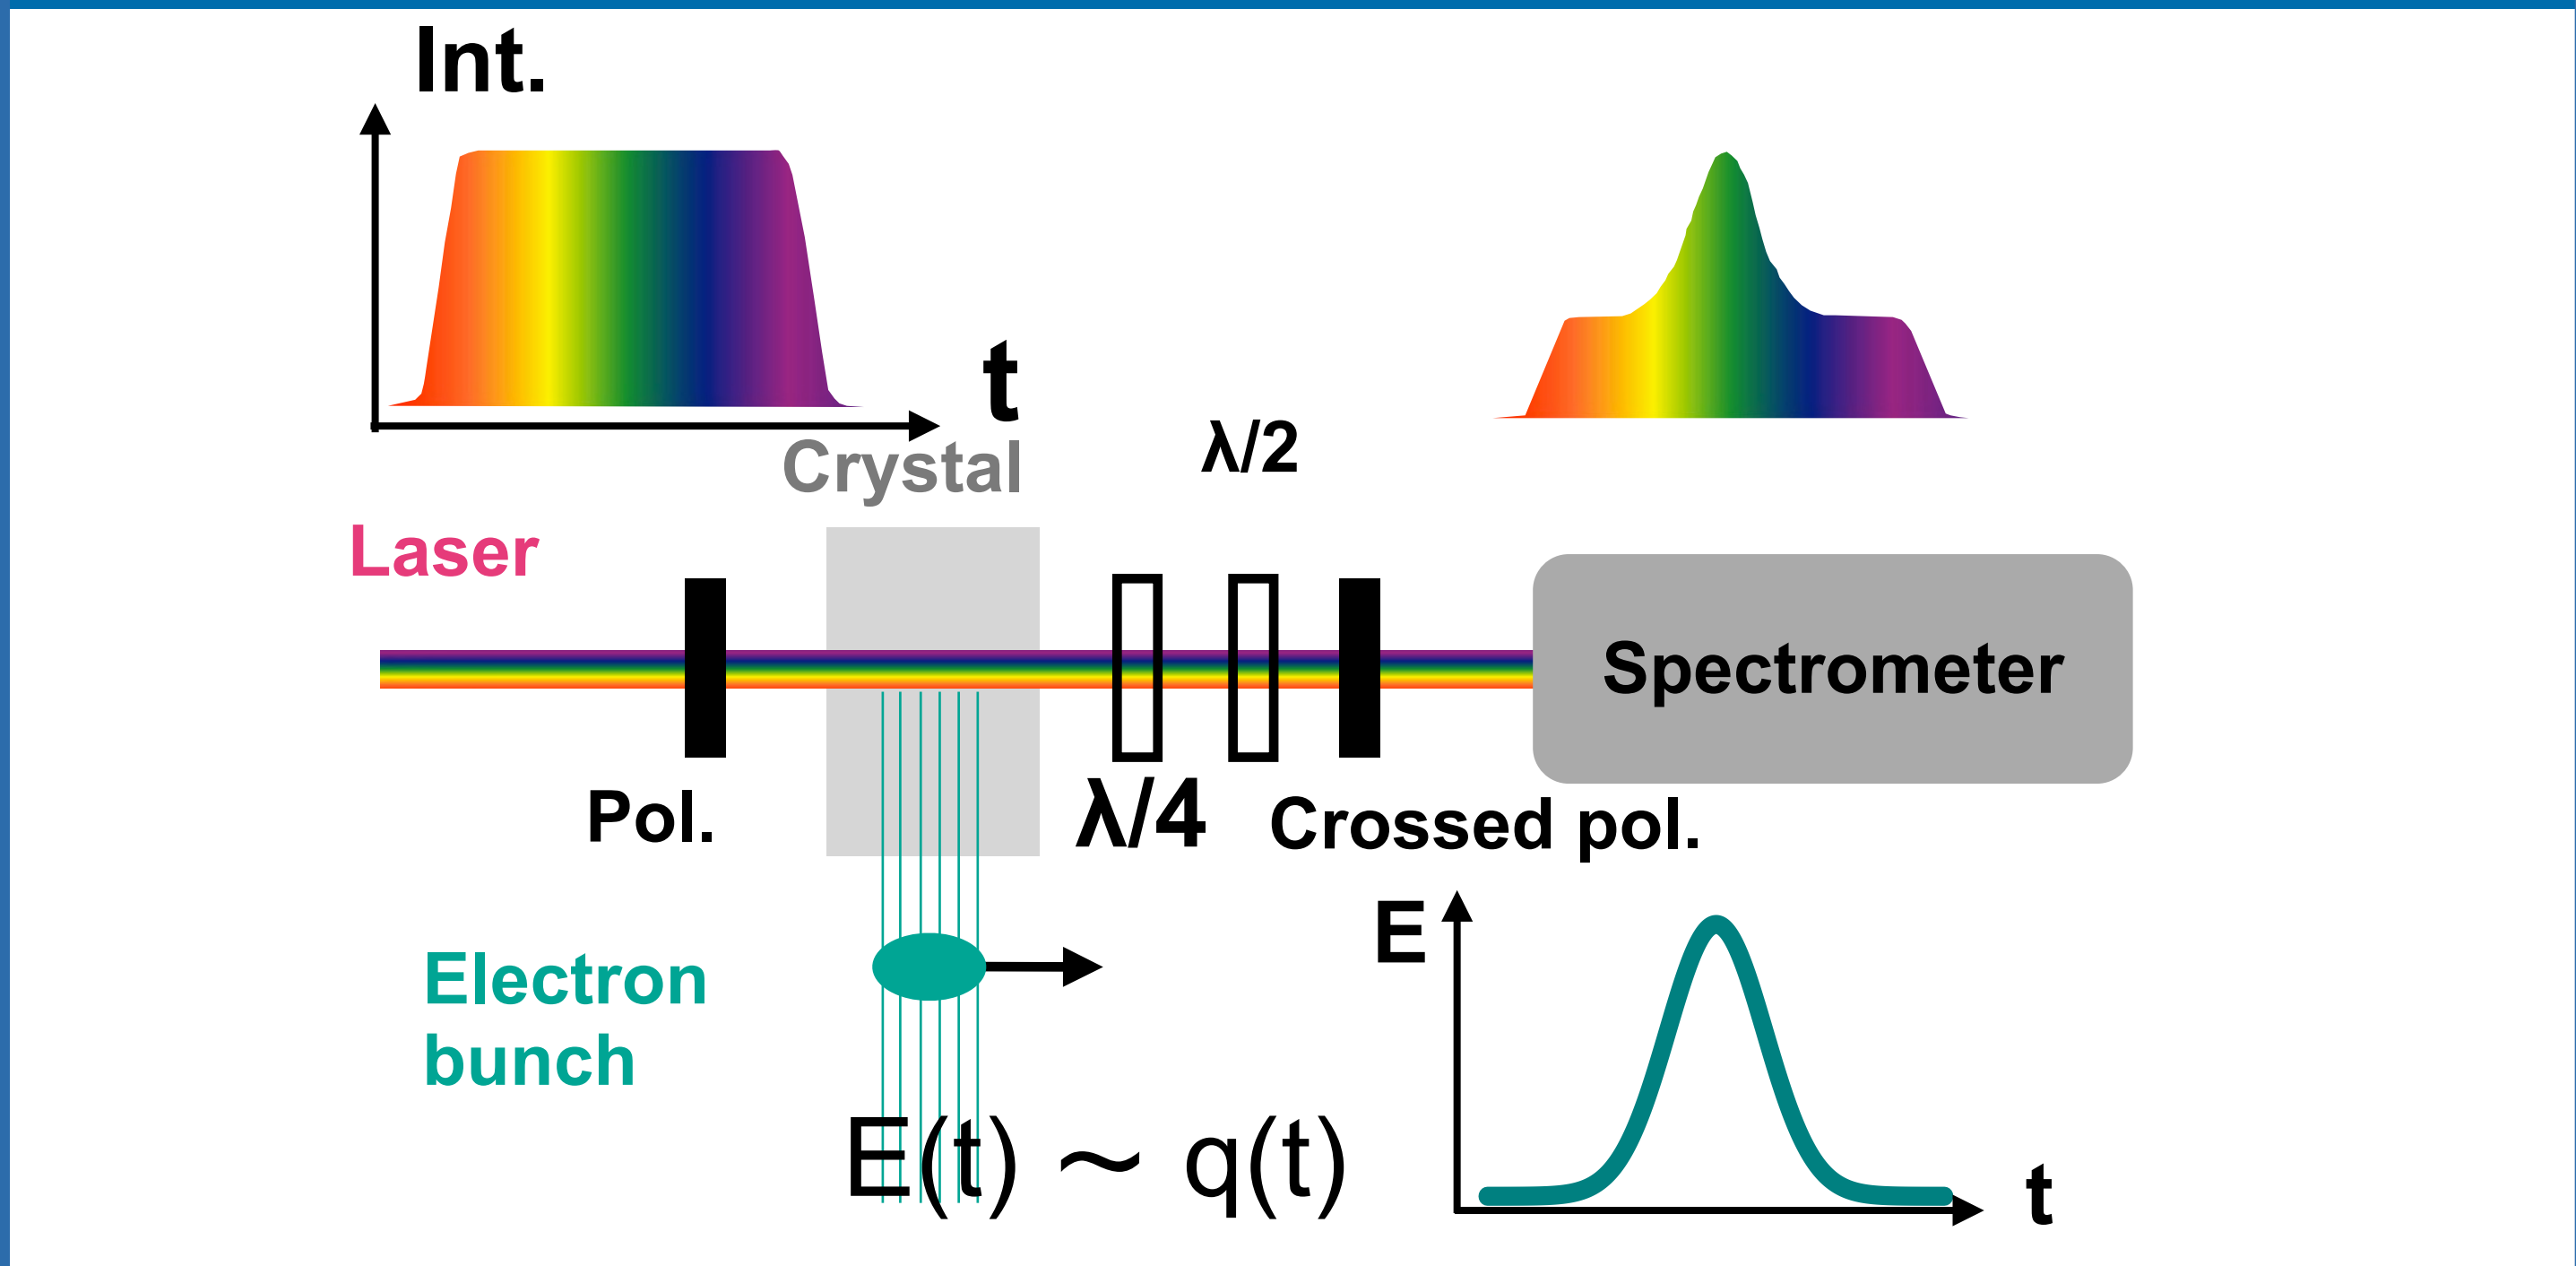 Int.
t
Crystal
λ/2
Laser
Spectrometer
Pol.
λ/4
Crossed pol.
E
Electron
bunch
E(t) ~ q(t)
t